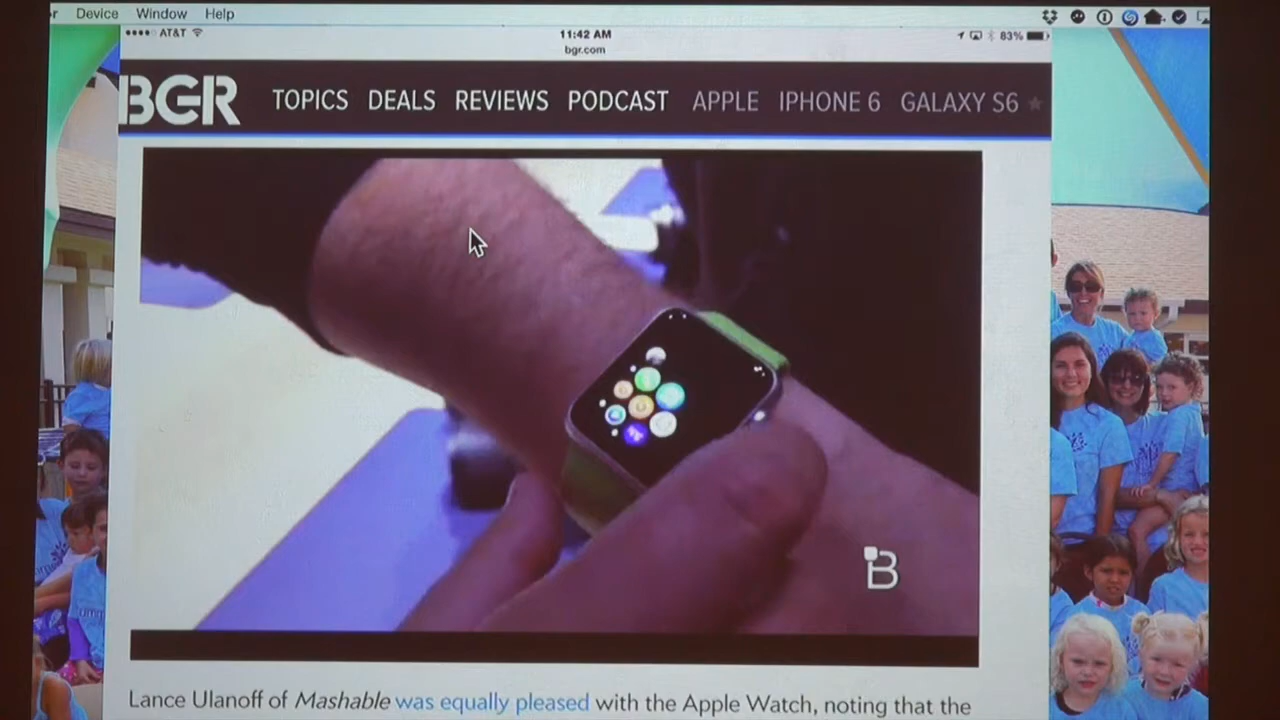 Device Window Help
AT&T 11:42 AM 83%
bgr.com
BGR TOPICS DEALS REVIEWS PODCAST APPLE IPHONE 6 GALAXY S6
B
Lance Ulanoff of Mashable was equally pleased with the Apple Watch, noting that the